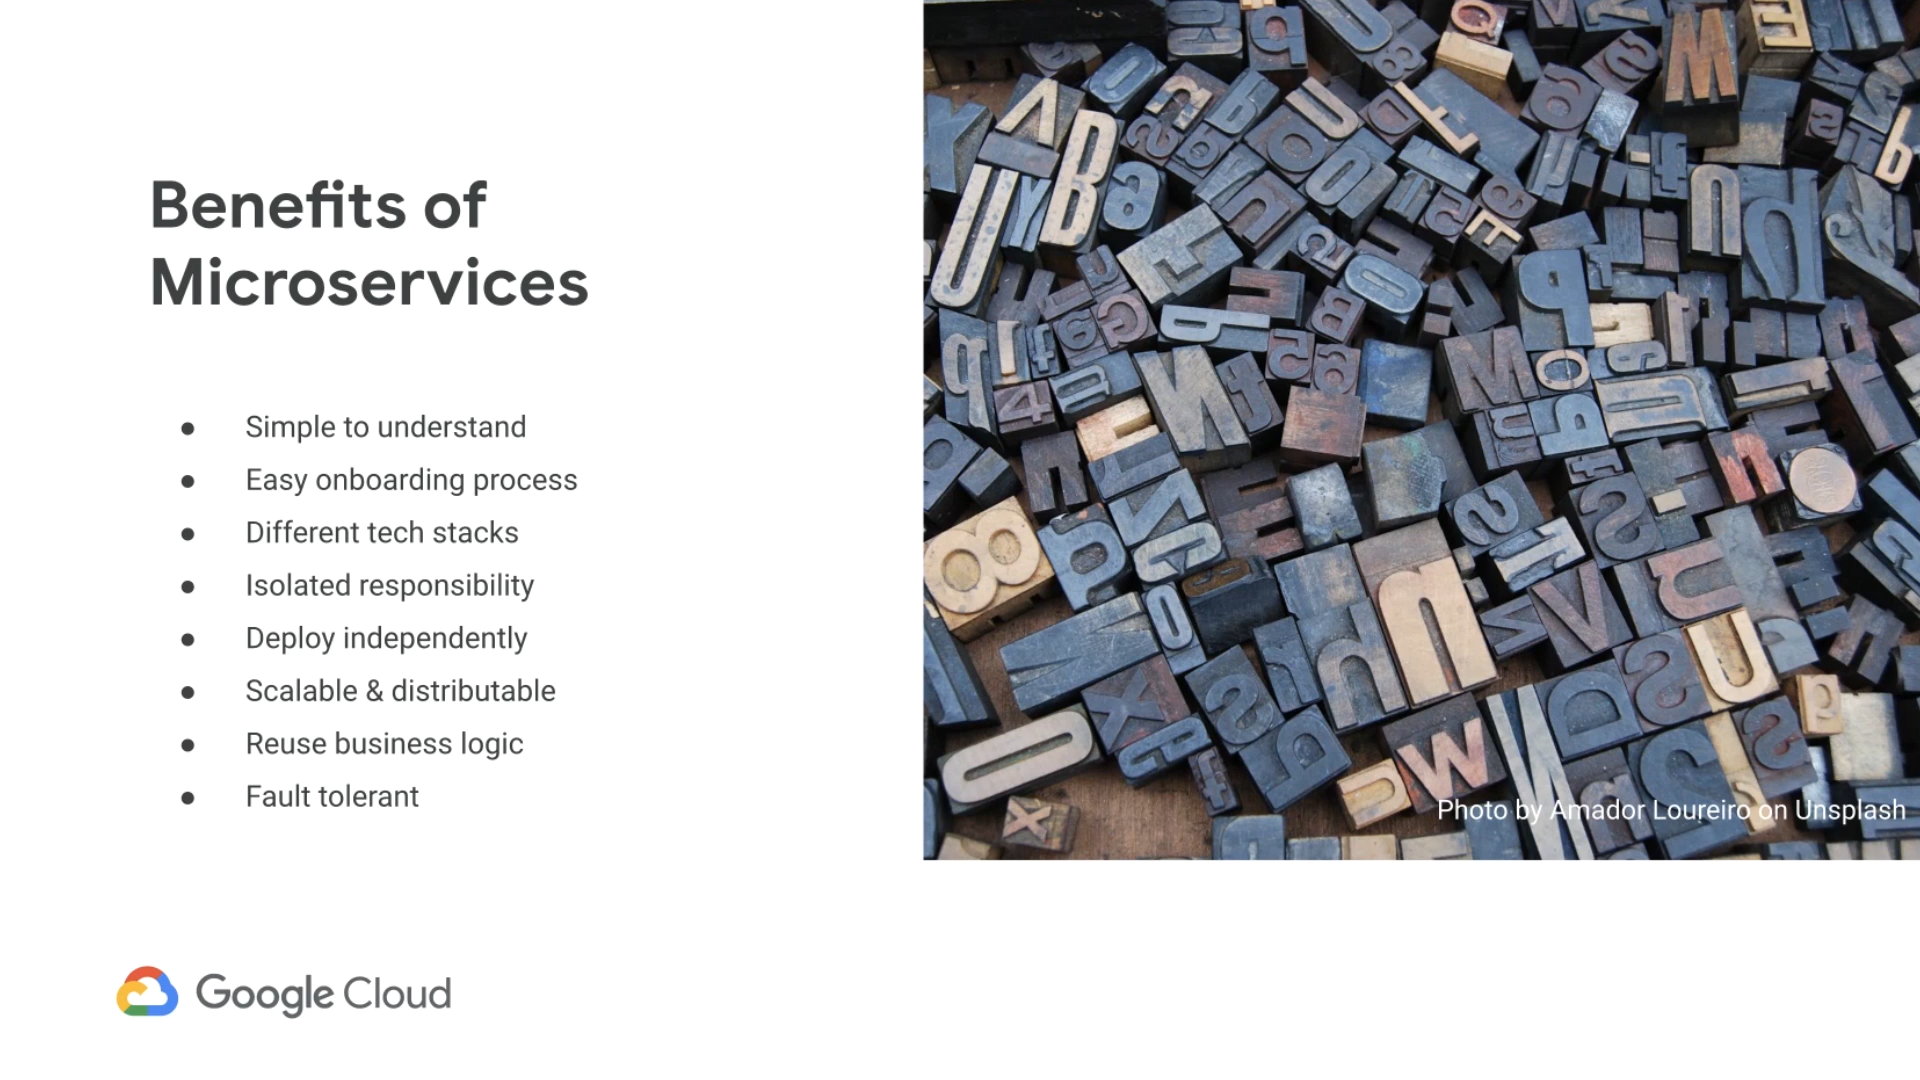 Benefits of
Microservices
● Simple to understand
● Easy onboarding process
● Different tech stacks
● Isolated responsibility
● Deploy independently
● Scalable & distributable
● Reuse business logic
● Fault tolerant
Photo by Amador Loureiro on Unsplash
Google Cloud